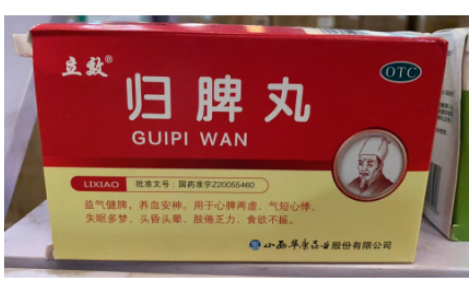 立效®
OTC
归脾丸
GUIPI WAN
LIXIAO 批准文号：国药准字Z20055460
益气健脾，养血安神。用于心脾两虚、气短心悸、
失眠多梦、头昏头晕、肢倦乏力、食欲不振。
山西华康药业股份有限公司